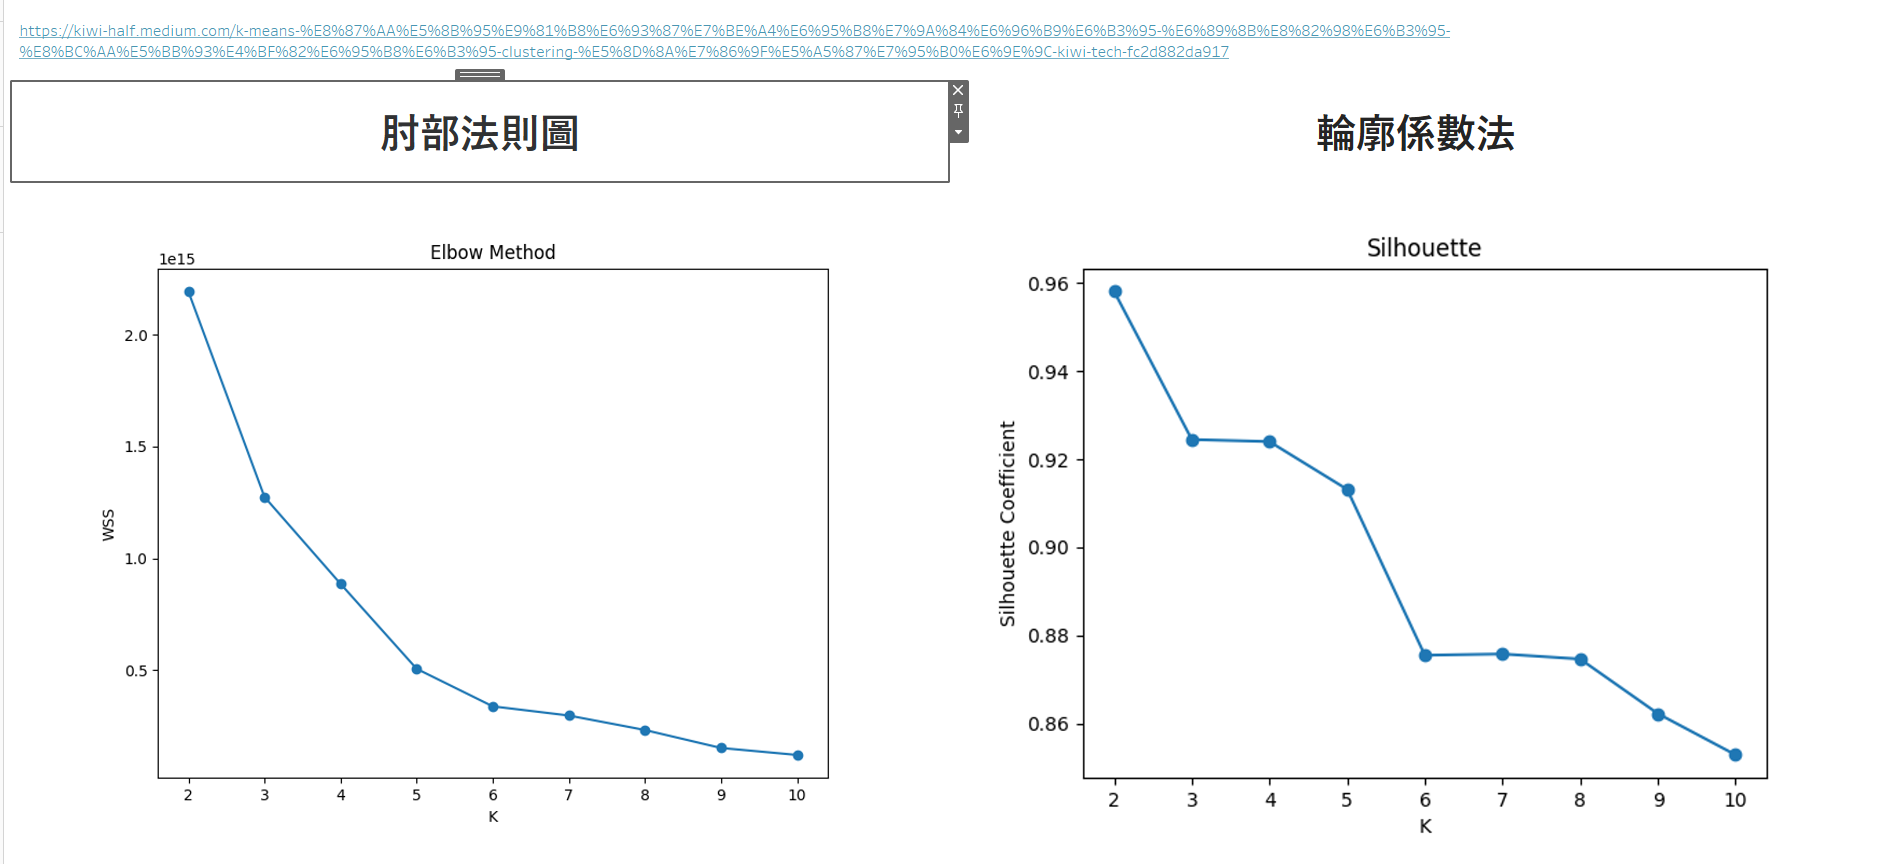 https://kiwi-half.medium.com/k-means-%E8%87%AA%E5%8B%95%E9%81%B8%E6%93%87%E7%BE%A4%E6%95%B8%E7%9A%84%E6%96%B9%E6%B3%95-%E6%89%8B%E8%82%98%E6%B3%95-
%E8%BC%AA%E5%BB%93%E4%BF%82%E6%95%B8%E6%B3%95-clustering-%E5%8D%8A%E7%86%9F%E5%A5%87%E7%95%B0%E6%9E%9C-kiwi-tech-fc2d882da917
肘部法則圖
輪廓係數法
Elbow Method
1e15
2.0
1.5
1.0
0.5
WSS
2 3 4 5 6 7 8 9 10
K
Silhouette
0.96
0.94
0.92
0.90
0.88
0.86
Silhouette Coefficient
2 3 4 5 6 7 8 9 10
K